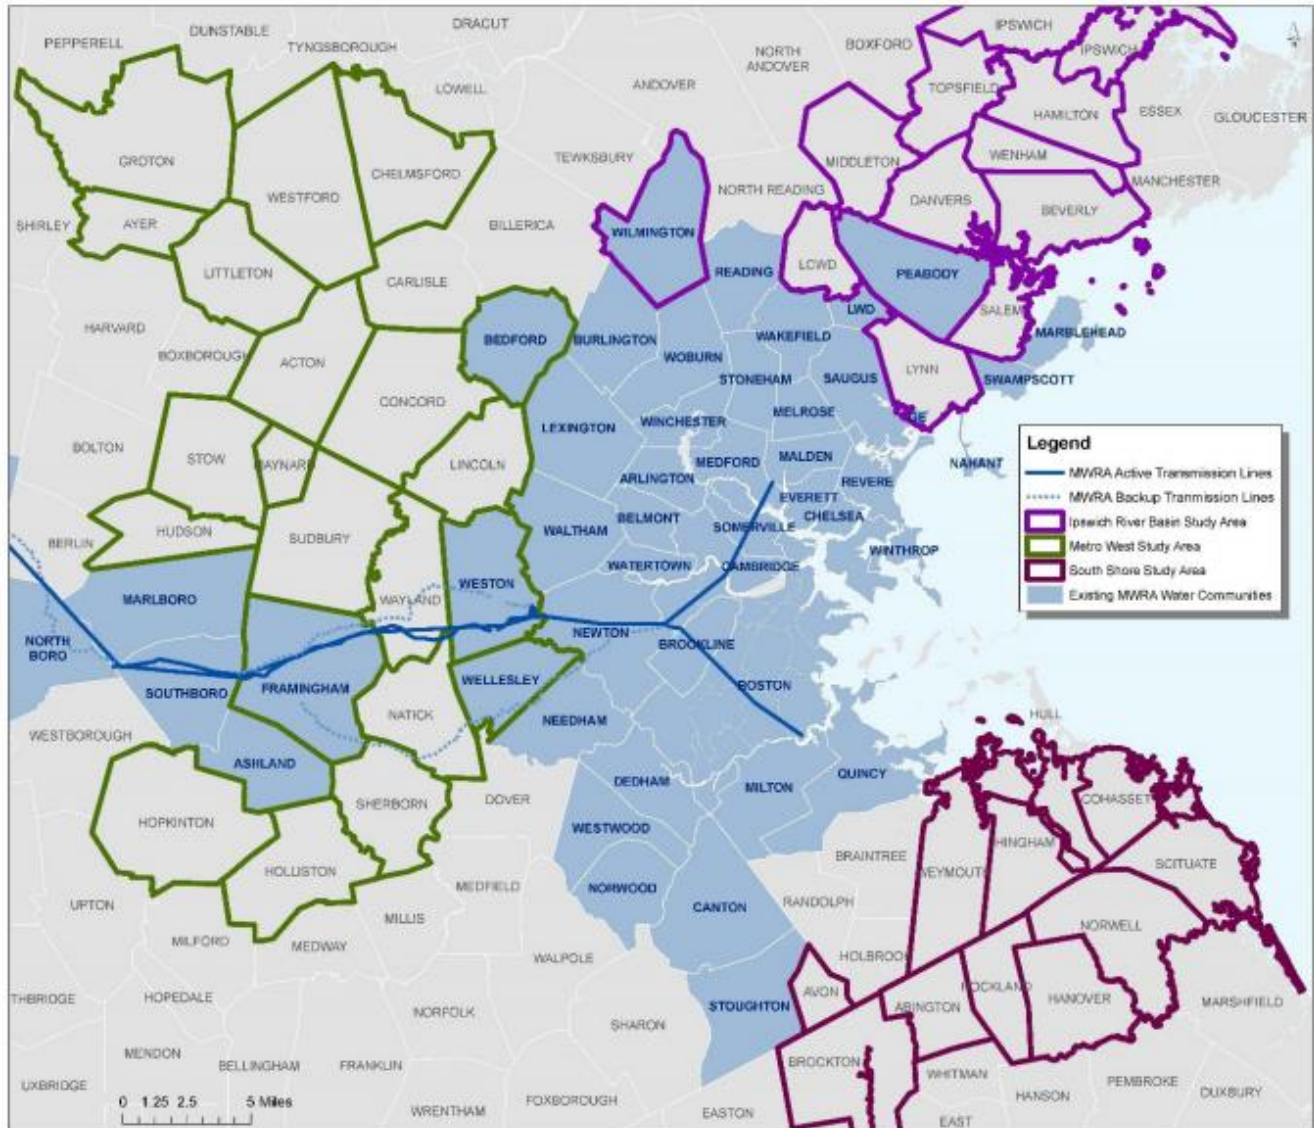 DRACUT
DUNSTABLE
PEPPERELL
TYNGSBOROUGH
IPSWICH
BOXFORD
NORTH
ANDOVER
IPSWICH
LOWELL
ANDOVER
TOPSFIELD
HAMILTON
ESSEX
GLOUCESTER
GROTON
CHELMSFORD
TEWKSBURY
MIDDLETON
WENHAM
WESTFORD
NORTH READING
MANCHESTER
DANVERS
BEVERLY
SHIRLEY
AYER
BILLERICA
WILMINGTON
LITTLETON
CARLISLE
READING
LCWD
PEABODY
HARVARD
LWD
SALEM
MARBLEHEAD
BOXBOROUGH
ACTON
BEDFORD
BURLINGTON
WOBURN
WAKEFIELD
STONEHAM
SAUGUS
LYNN
SWAMPSCOTT
CONCORD
LEXINGTON
WINCHESTER
MELROSE
GE
BOLTON
STOW
MAYNARD
LINCOLN
ARLINGTON
MEDFORD
MALDEN
REVERE
NAHANT
EVERETT
CHELSEA
BERLIN
HUDSON
SUDBURY
WALTHAM
BELMONT
SOMERVILLE
WINTHROP
WATERTOWN
CAMBRIDGE
MARLBORO
WAYLAND
WESTON
NORTH
BORO
NEWTON
BROOKLINE
SOUTHBORO
FRAMINGHAM
WELLESLEY
BOSTON
NATICK
NEEDHAM
WESTBOROUGH
HULL
ASHLAND
DEDHAM
MILTON
QUINCY
HOPKINTON
SHERBORN
DOVER
COHASSET
WESTWOOD
HOLLISTON
MEDFIELD
NORWOOD
BRAINTREE
WEYMOUTH
HINGHAM
SCITUATE
UPTON
MILLIS
CANTON
RANDOLPH
MILFORD
MEDWAY
NORWELL
WALPOLE
HOLBROOK
THBRIDGE
HOPEDALE
NORFOLK
STOUGHTON
AVON
ABINGTON
ROCKLAND
HANOVER
MARSHFIELD
SHARON
MENDON
BELLINGHAM
FRANKLIN
BROCKTON
WHITMAN
PEMBROKE
UXBRIDGE
HANSON
DUXBURY
WRENTHAM
FOXBOROUGH
EASTON
EAST
0 1.25 2.5 5 Miles
Legend
MWRA Active Transmission Lines
MWRA Backup Tranmission Lines
Ipswich River Basin Study Area
Metro West Study Area
South Shore Study Area
Existing MWRA Water Communities